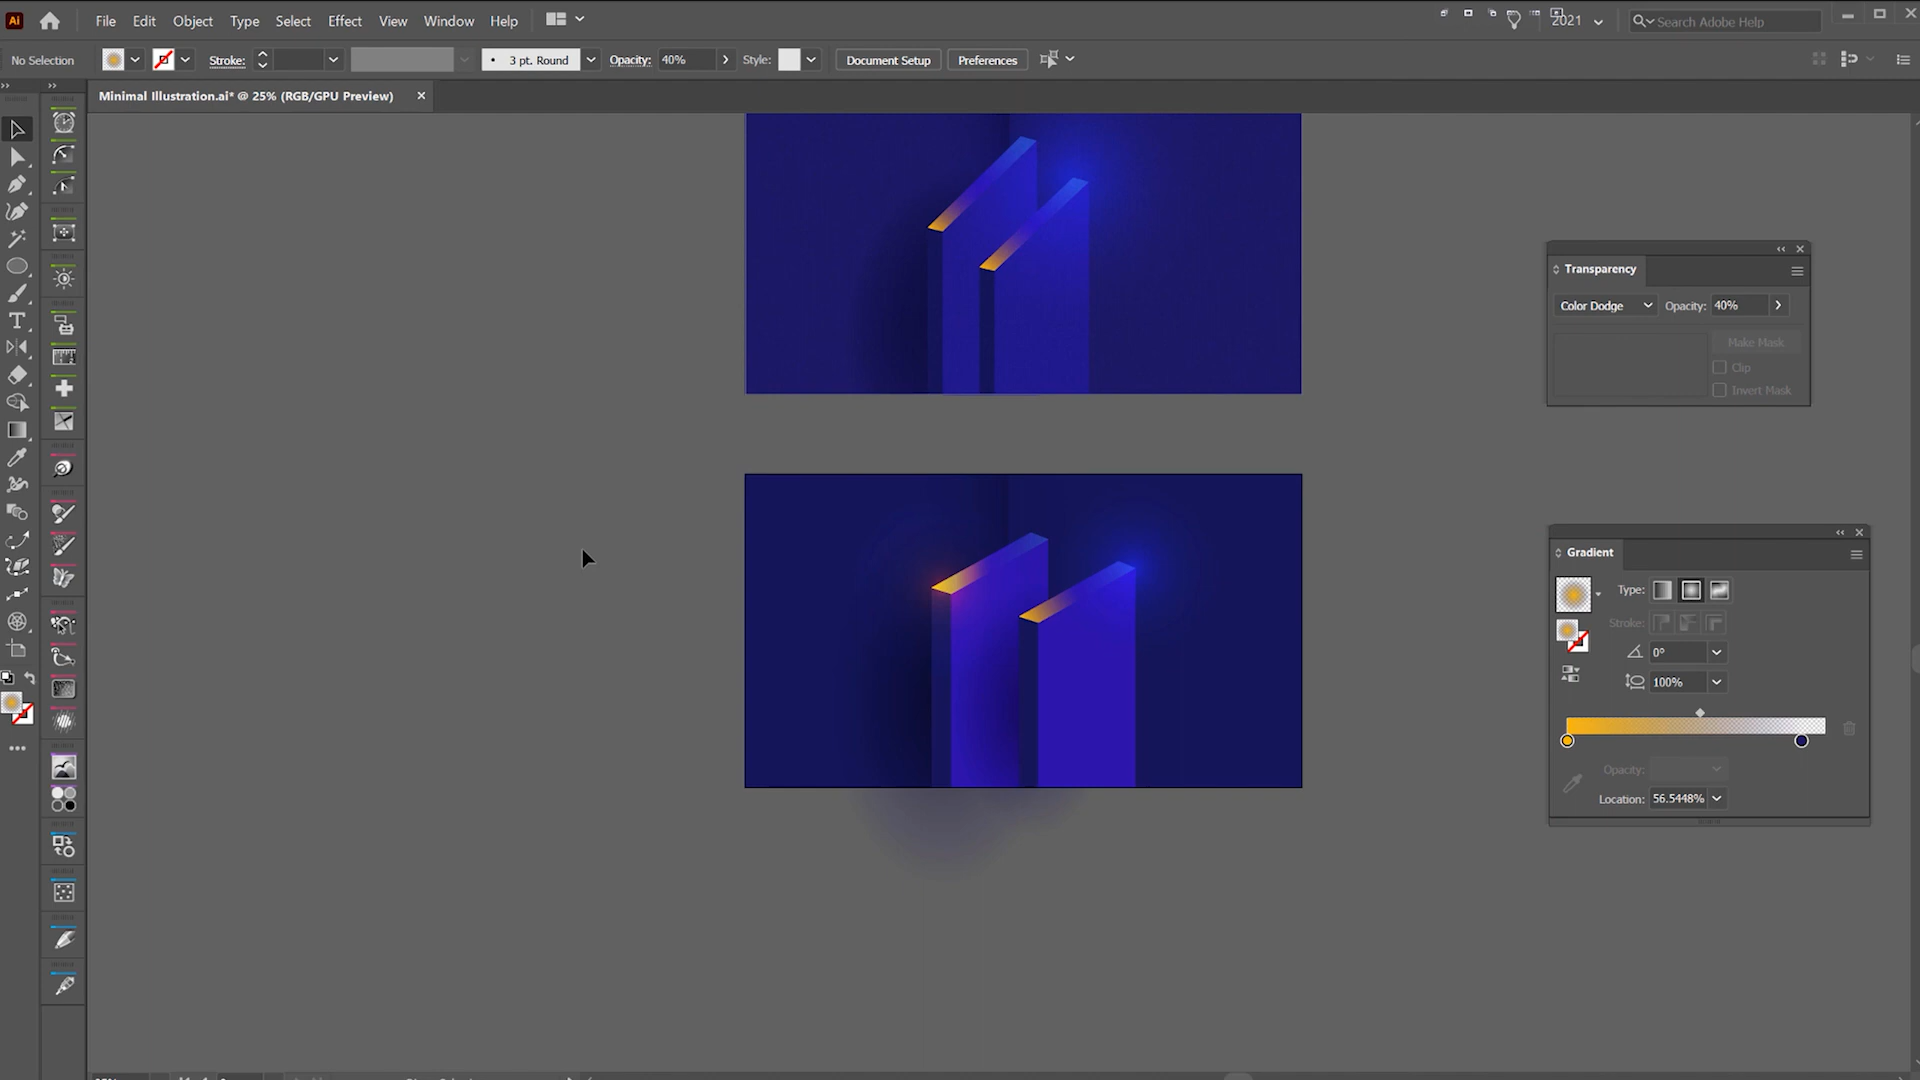 Ai File Edit Object Type Select Effect View Window Help 2021 Search Adobe Help
No Selection Stroke: 3 pt. Round Opacity: 40% Style: Document Setup Preferences
Minimal Illustration.ai* @ 25% (RGB/GPU Preview)
Transparency
Color Dodge Opacity: 40%
Make Mask
Clip
Invert Mask
Gradient
Type:
Stroke:
0°
100%
Opacity:
Location: 56.5448%